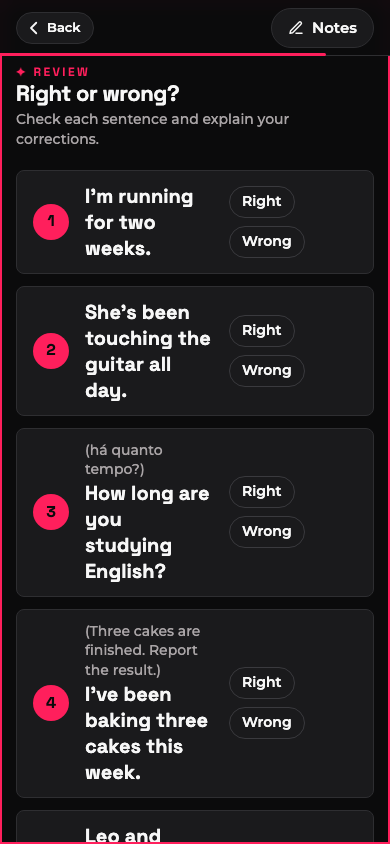 Back
Notes
REVIEW
Right or wrong?
Check each sentence and explain your
corrections.
1
I'm running
for two
weeks.
Right
Wrong
2
She's been
touching the
guitar all
day.
Right
Wrong
3
(há quanto
tempo?)
How long are
you
studying
English?
Right
Wrong
4
(Three cakes are
finished. Report
the result.)
I've been
baking three
cakes this
week.
Right
Wrong
Leo and